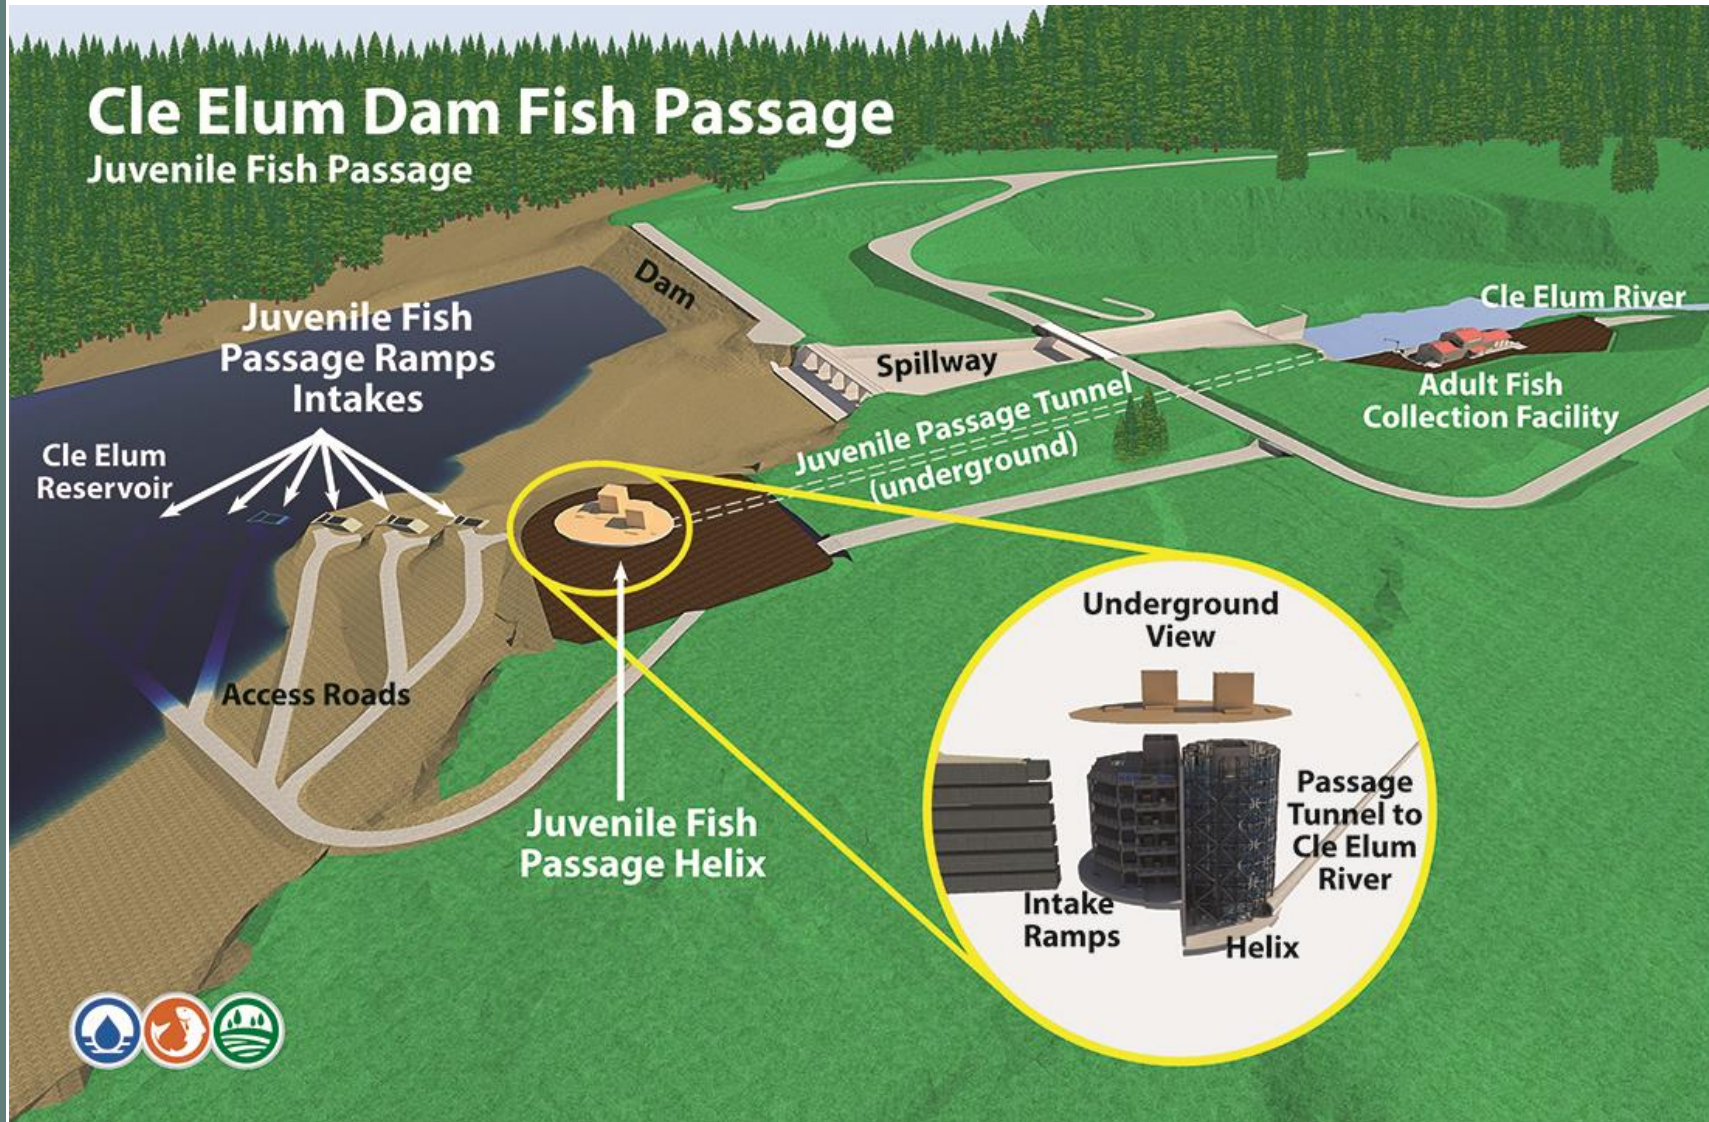 Cle Elum Dam Fish Passage
Juvenile Fish Passage
Dam
Juvenile Fish
Passage Ramps
Intakes
Cle Elum River
Spillway
Adult Fish
Collection Facility
Juvenile Passage Tunnel
(underground)
Cle Elum
Reservoir
Access Roads
Juvenile Fish
Passage Helix
Underground
View
Passage
Tunnel to
Cle Elum
River
Intake
Ramps
Helix